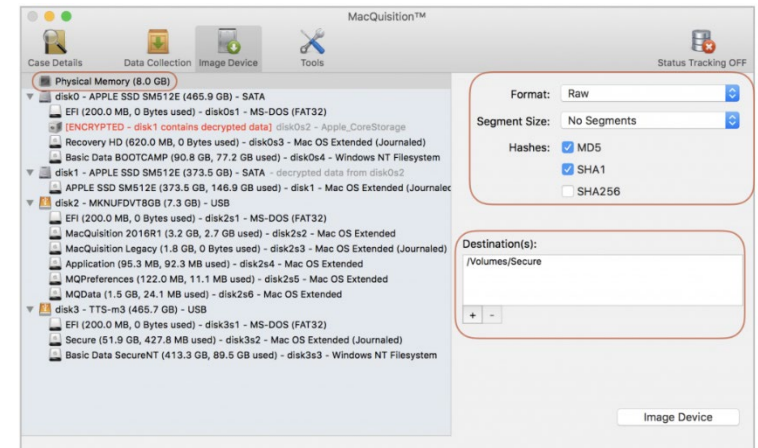 MacQuisition™
Case Details
Data Collection
Image Device
Tools
Status Tracking OFF
Physical Memory (8.0 GB)
disk0 - APPLE SSD SM512E (465.9 GB) - SATA
EFI (200.0 MB, 0 Bytes used) - disk0s1 - MS-DOS (FAT32)
[ENCRYPTED - disk1 contains decrypted data] disk0s2 - Apple_CoreStorage
Recovery HD (620.0 MB, 0 Bytes used) - disk0s3 - Mac OS Extended (Journaled)
Basic Data BOOTCAMP (90.8 GB, 77.2 GB used) - disk0s4 - Windows NT Filesystem
disk1 - APPLE SSD SM512E (373.5 GB) - SATA - decrypted data from disk0s2
APPLE SSD SM512E (373.5 GB, 146.9 GB used) - disk1 - Mac OS Extended (Journalec
disk2 - MKNUFDVT8GB (7.3 GB) - USB
EFI (200.0 MB, 0 Bytes used) - disk2s1 - MS-DOS (FAT32)
MacQuisition 2016R1 (3.2 GB, 2.7 GB used) - disk2s2 - Mac OS Extended
MacQuisition Legacy (1.8 GB, 0 Bytes used) - disk2s3 - Mac OS Extended (Journaled)
Application (95.3 MB, 92.3 MB used) - disk2s4 - Mac OS Extended
MQPreferences (122.0 MB, 11.1 MB used) - disk2s5 - Mac OS Extended
MQData (1.5 GB, 24.1 MB used) - disk2s6 - Mac OS Extended
disk3 - TTS-m3 (465.7 GB) - USB
EFI (200.0 MB, 0 Bytes used) - disk3s1 - MS-DOS (FAT32)
Secure (51.9 GB, 427.8 MB used) - disk3s2 - Mac OS Extended (Journaled)
Basic Data SecureNT (413.3 GB, 89.5 GB used) - disk3s3 - Windows NT Filesystem
Format: Raw
Segment Size: No Segments
Hashes: MD5
SHA1
SHA256
Destination(s):
/Volumes/Secure
+ -
Image Device